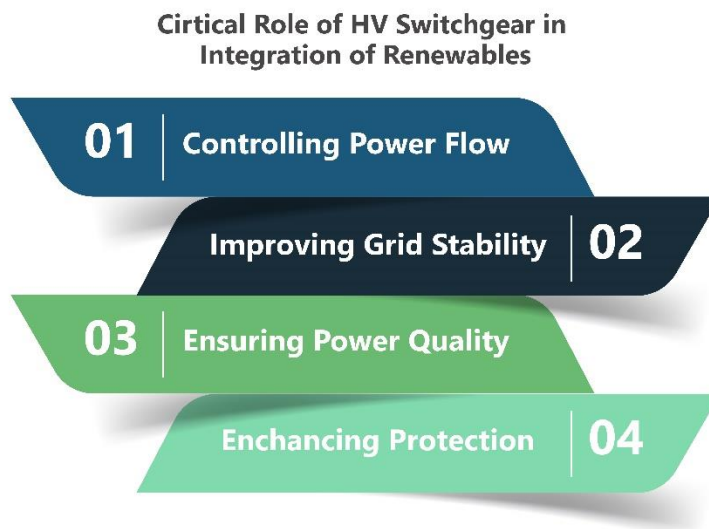 Cirtical Role of HV Switchgear in
Integration of Renewables
01 Controlling Power Flow
Improving Grid Stability 02
03 Ensuring Power Quality
Enchancing Protection 04